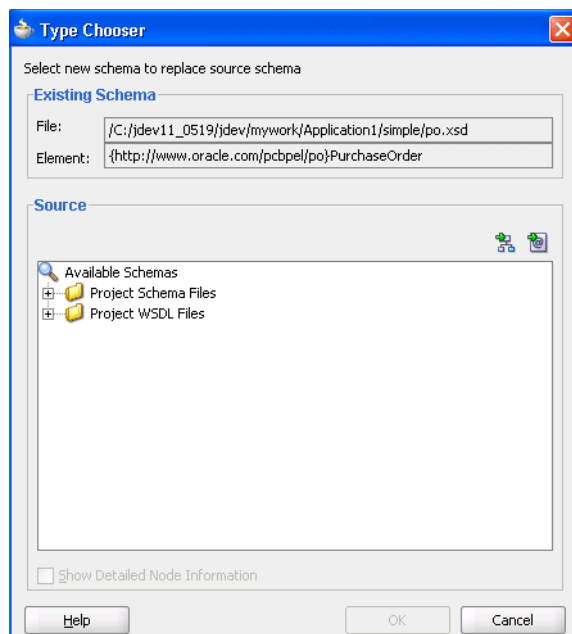 Type Chooser
Select new schema to replace source schema
Existing Schema
File: /C:/jdev11_0519/jdev/mywork/Application1/simple/po.xsd
Element: {http://www.oracle.com/pcbpel/po}PurchaseOrder
Source
Available Schemas
Project Schema Files
Project WSDL Files
Show Detailed Node Information
Help OK Cancel